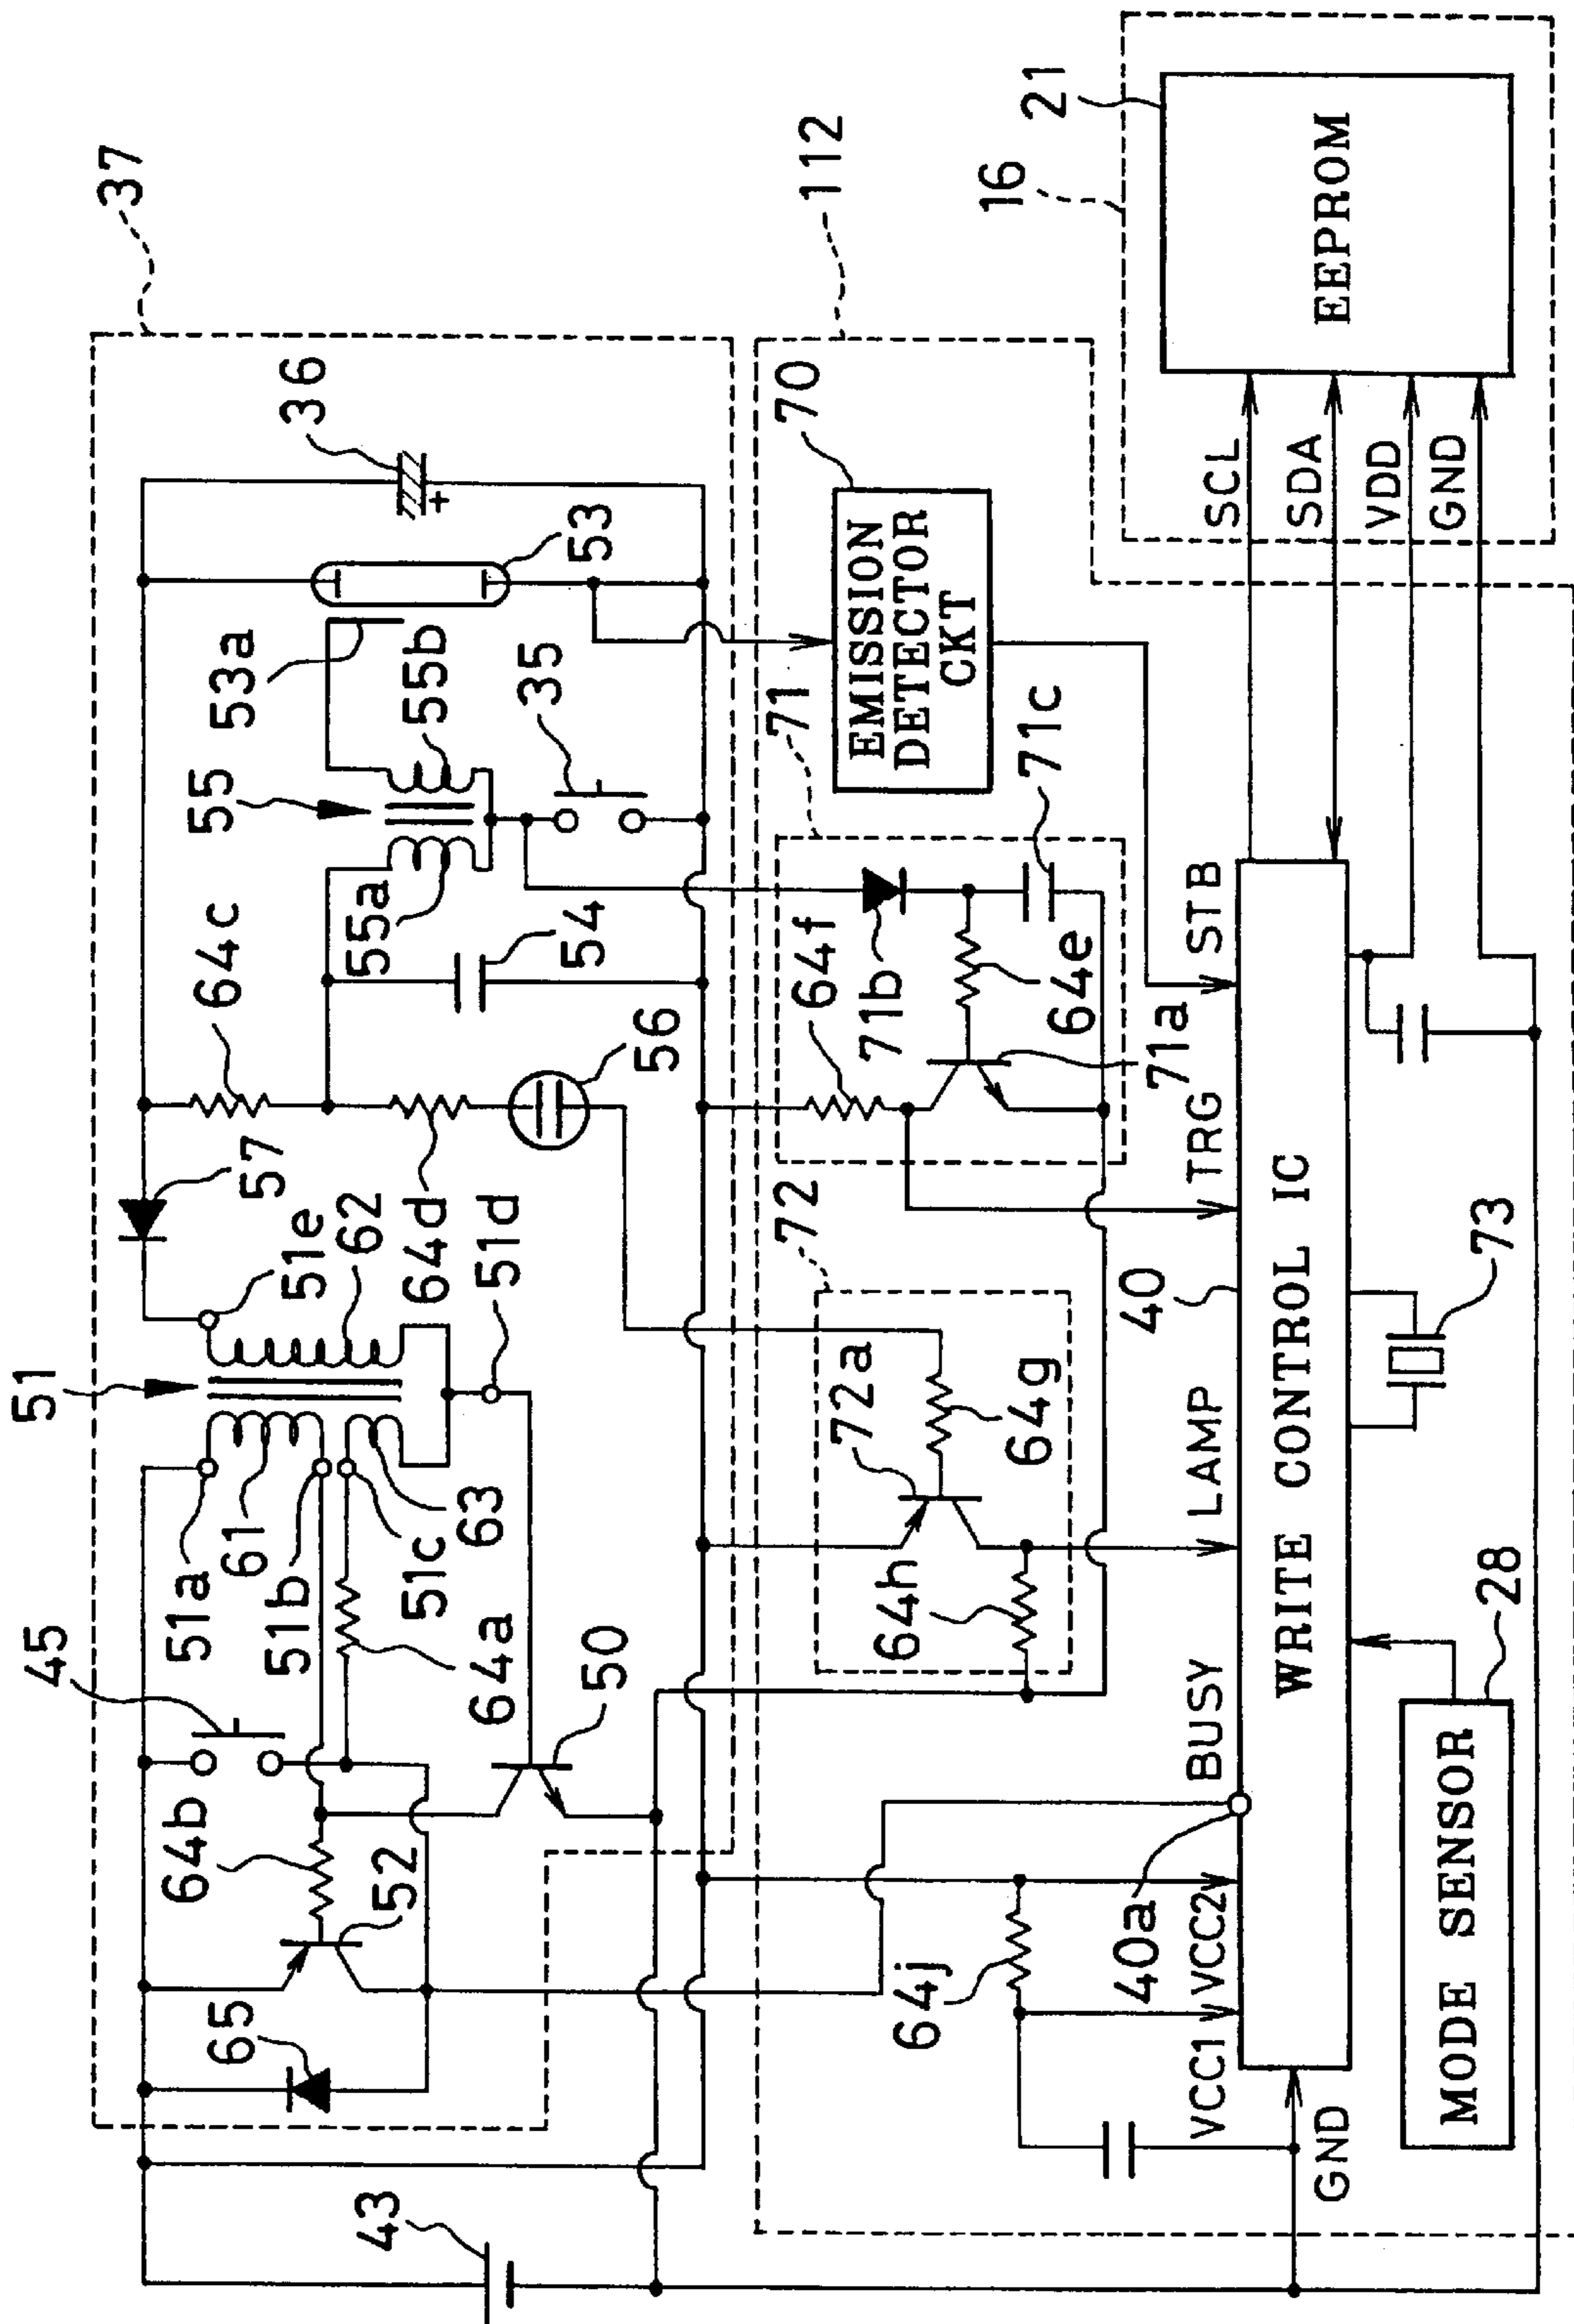 37
51
45
36
57
64c
51e
62
51a
61
51b
51c
63
64a
64b
52
65
50
64d
51d
56
54
55
55a
55b
53a
53
35
43
112
16
21
EEPROM
SCL
SDA
VDD
GND
70
EMISSION
DETECTOR
CKT
71
71c
71b
64f
64e
71a
72
72a
64g
64h
64j
40a
40
VCC1
VCC2
BUSY
LAMP
TRG
STB
GND
WRITE CONTROL IC
73
MODE SENSOR
28
+